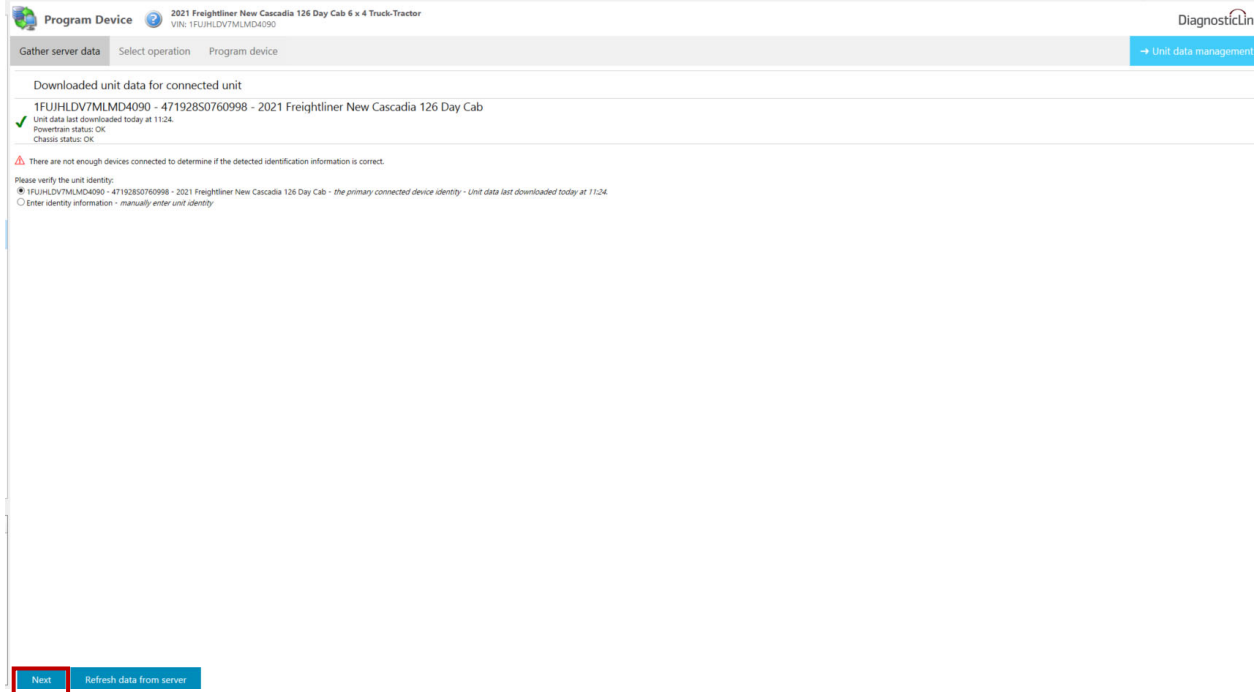 Program Device
?
2021 Freightliner New Cascadia 126 Day Cab 6 x 4 Truck-Tractor
VIN: 1FUJHLDV7MLMD4090
DiagnosticLin
Gather server data
Select operation
Program device
→ Unit data management
Downloaded unit data for connected unit
1FUJHLDV7MLMD4090 - 471928S0760998 - 2021 Freightliner New Cascadia 126 Day Cab
Unit data last downloaded today at 11:24.
Powertrain status: OK
Chassis status: OK
There are not enough devices connected to determine if the detected identification information is correct.
Please verify the unit identity:
1FUJHLDV7MLMD4090 - 471928S0760998 - 2021 Freightliner New Cascadia 126 Day Cab - the primary connected device identity - Unit data last downloaded today at 11:24.
Enter identity information - manually enter unit identity
Next
Refresh data from server